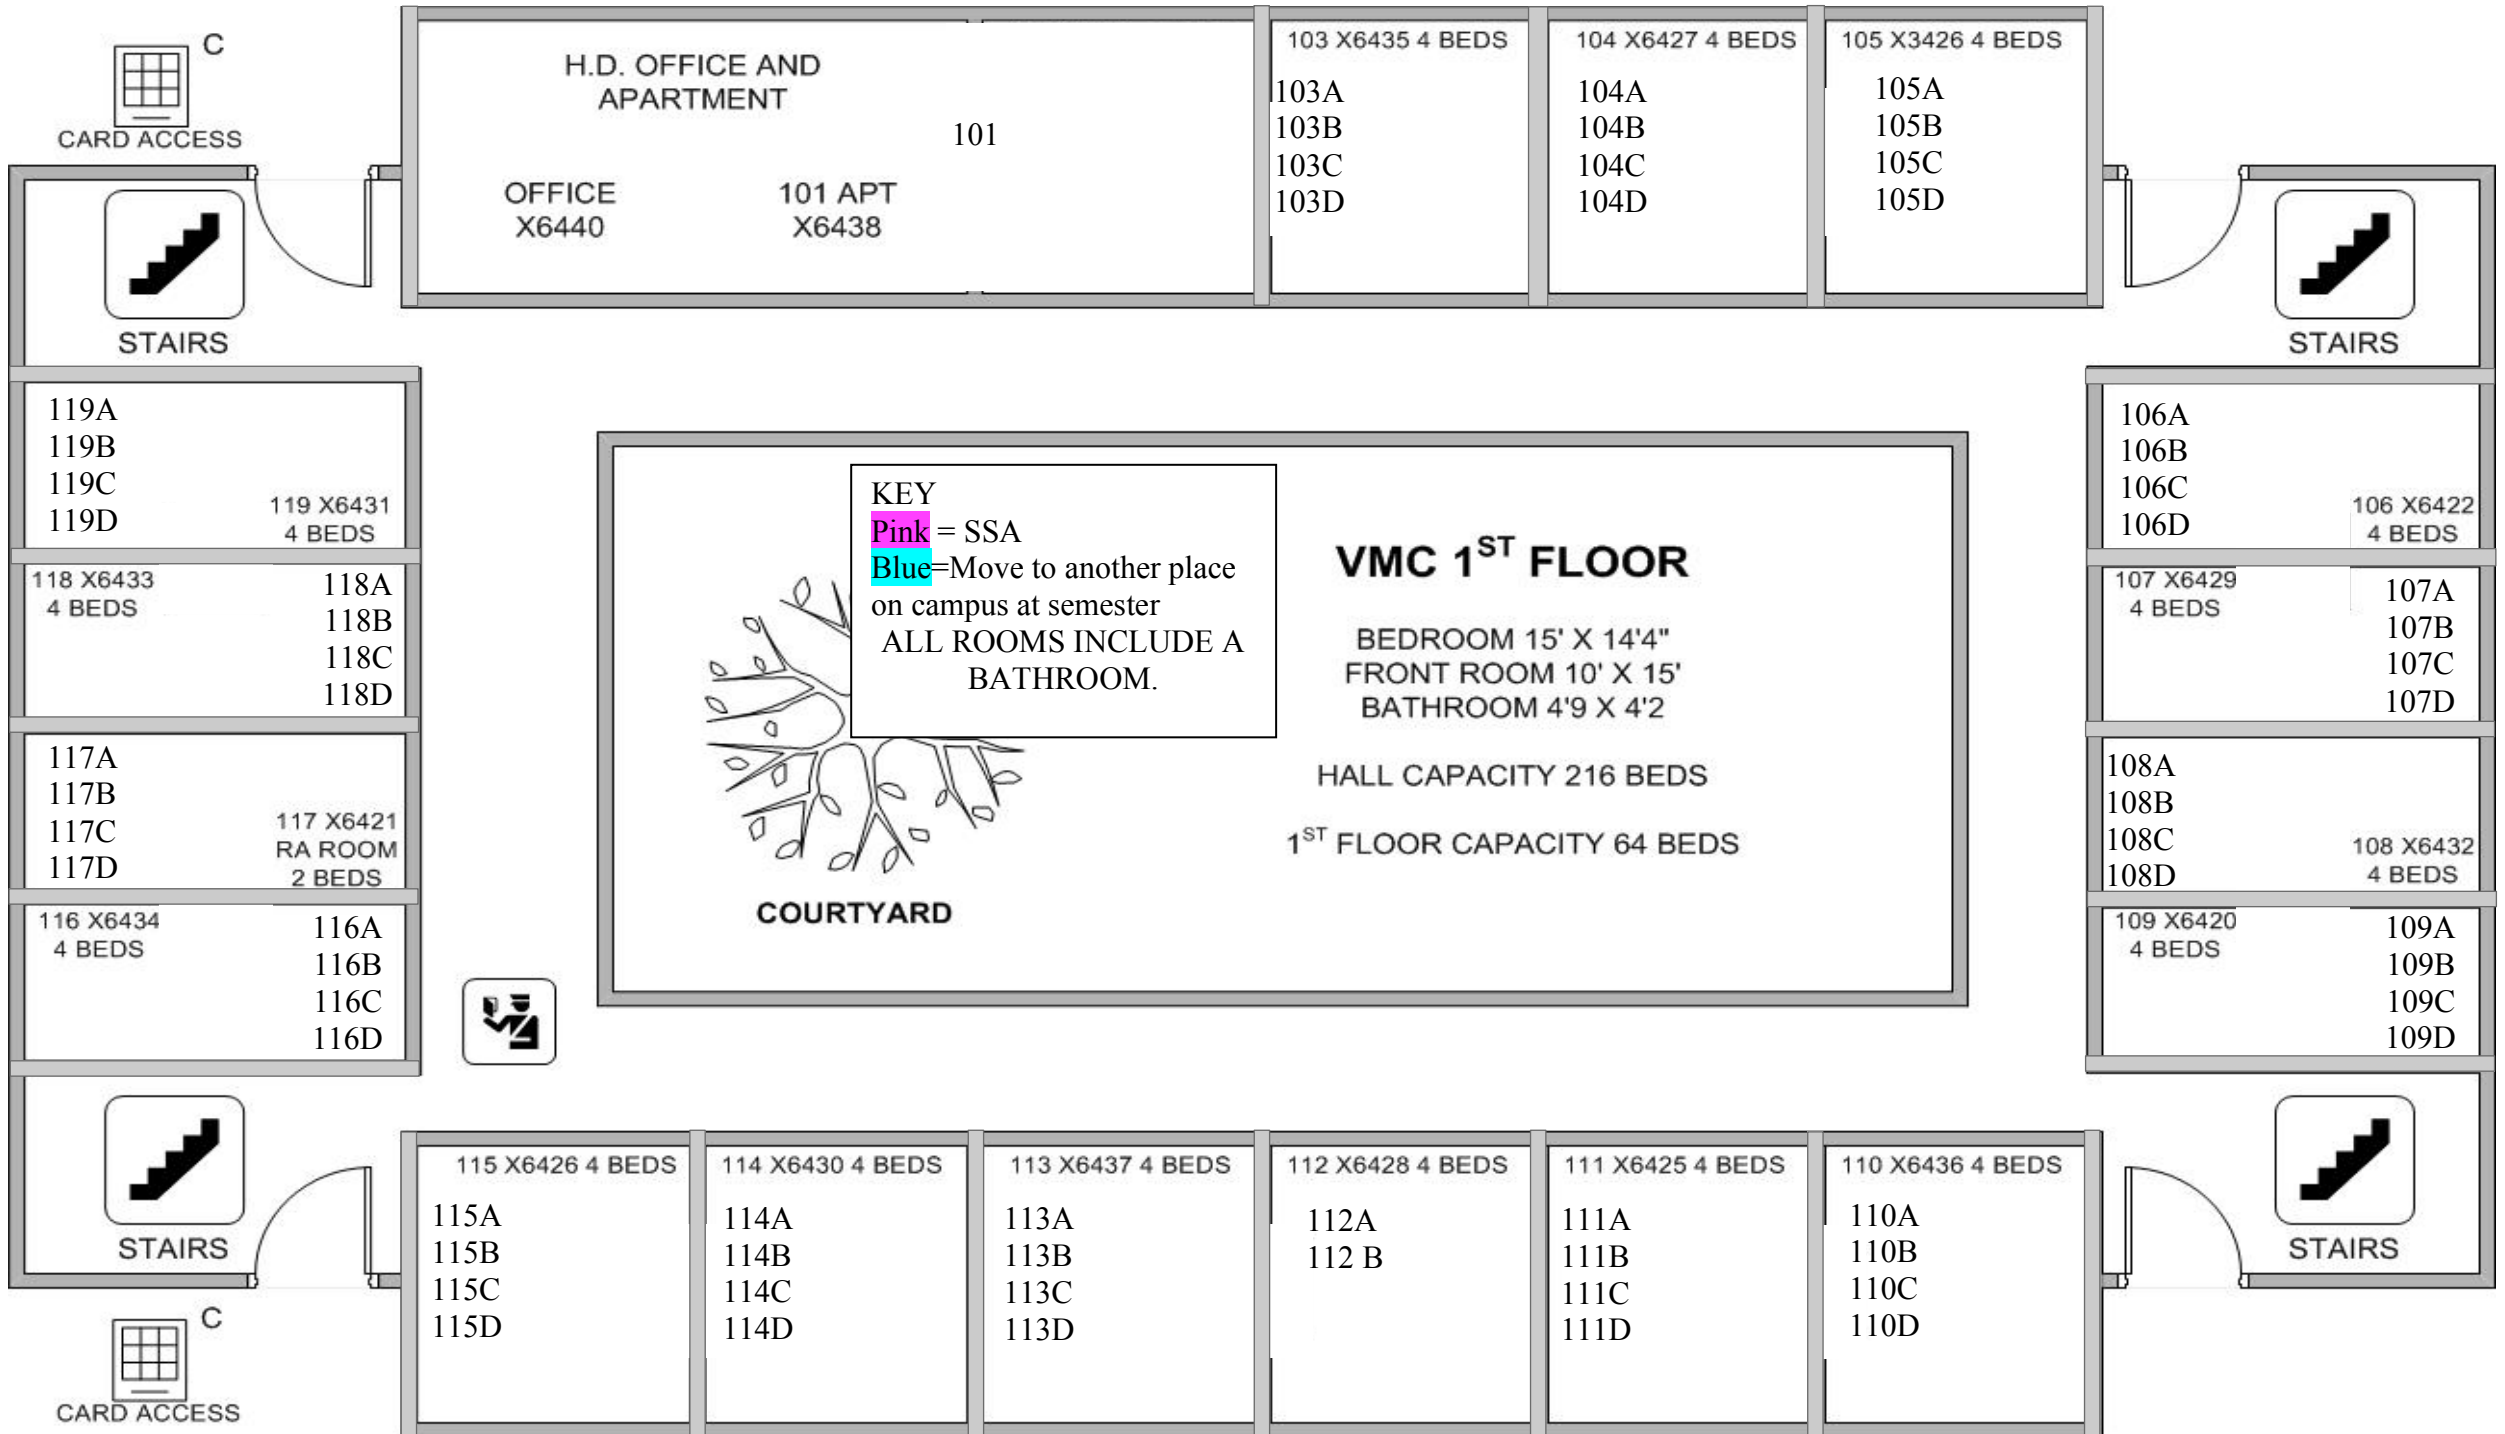 C
CARD ACCESS
H.D. OFFICE AND
APARTMENT
101
OFFICE
X6440
101 APT
X6438
103 X6435 4 BEDS
103A
103B
103C
103D
104 X6427 4 BEDS
104A
104B
104C
104D
105 X3426 4 BEDS
105A
105B
105C
105D
STAIRS
STAIRS
119A
119B
119C
119D
119 X6431
4 BEDS
118 X6433
4 BEDS
118A
118B
118C
118D
117A
117B
117C
117D
117 X6421
RA ROOM
2 BEDS
116 X6434
4 BEDS
116A
116B
116C
116D
KEY
Pink = SSA
Blue=Move to another place
on campus at semester
ALL ROOMS INCLUDE A
BATHROOM.
COURTYARD
VMC 1ST FLOOR
BEDROOM 15' X 14'4"
FRONT ROOM 10' X 15'
BATHROOM 4'9 X 4'2
HALL CAPACITY 216 BEDS
1ST FLOOR CAPACITY 64 BEDS
106A
106B
106C
106D
106 X6422
4 BEDS
107 X6429
4 BEDS
107A
107B
107C
107D
108A
108B
108C
108D
108 X6432
4 BEDS
109 X6420
4 BEDS
109A
109B
109C
109D
STAIRS
C
CARD ACCESS
115 X6426 4 BEDS
115A
115B
115C
115D
114 X6430 4 BEDS
114A
114B
114C
114D
113 X6437 4 BEDS
113A
113B
113C
113D
112 X6428 4 BEDS
112A
112 B
111 X6425 4 BEDS
111A
111B
111C
111D
110 X6436 4 BEDS
110A
110B
110C
110D
STAIRS